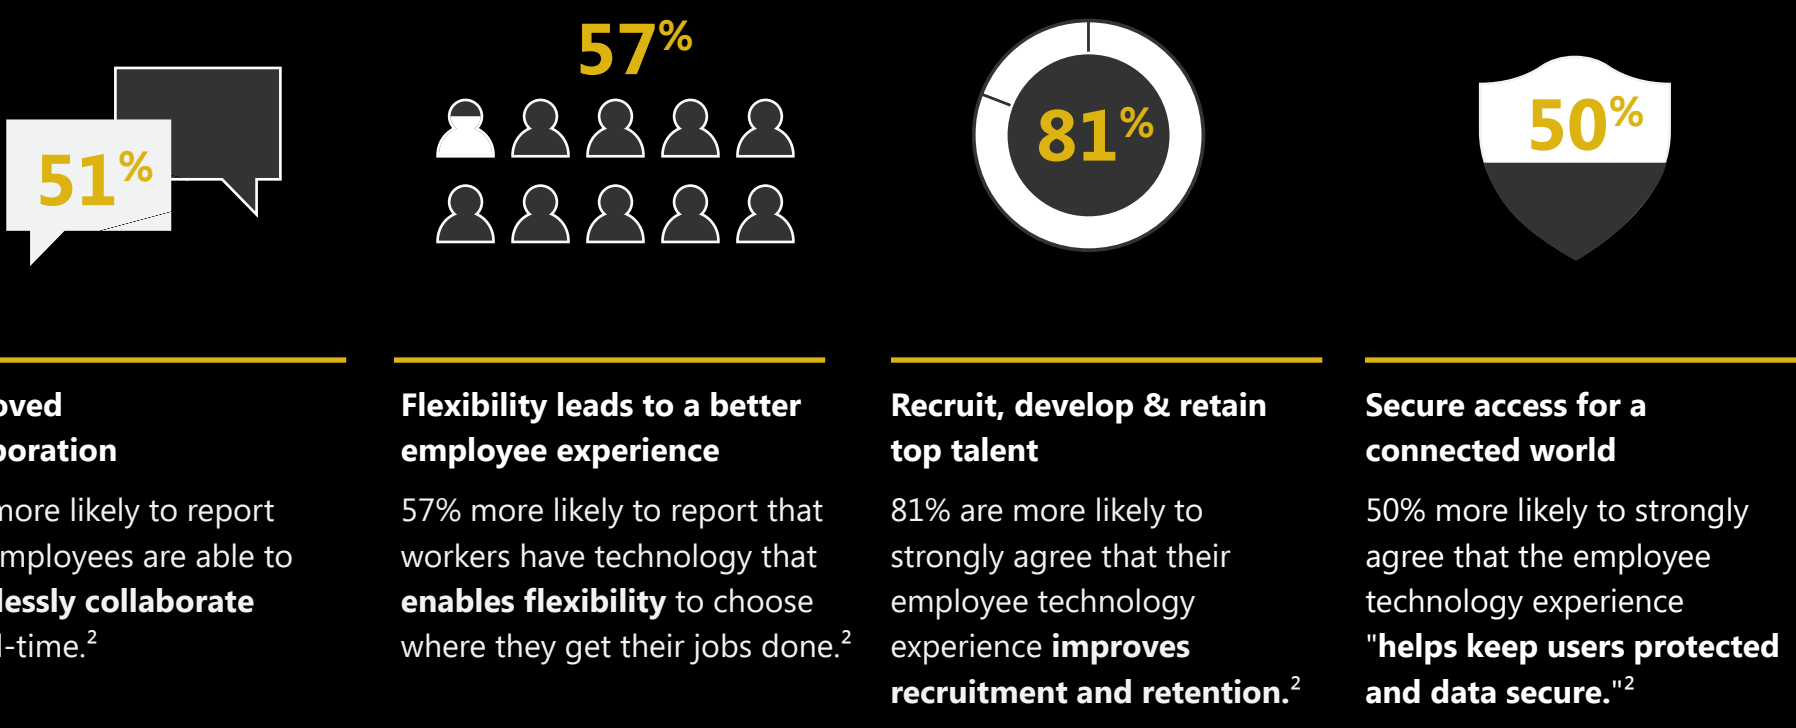 51%
57%
81%
50%
oved
boration
Flexibility leads to a better
employee experience
Recruit, develop & retain
top talent
Secure access for a
connected world
more likely to report
mployees are able to
lessly collaborate
l-time.²
57% more likely to report that
workers have technology that
enables flexibility to choose
where they get their jobs done.²
81% are more likely to
strongly agree that their
employee technology
experience improves
recruitment and retention.²
50% more likely to strongly
agree that the employee
technology experience
"helps keep users protected
and data secure."²